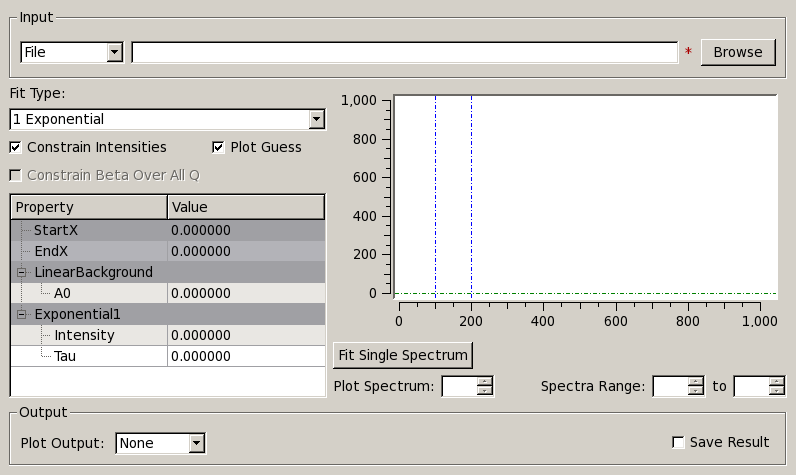 Input
File * Browse
Fit Type:
1 Exponential
Constrain Intensities Plot Guess
Constrain Beta Over All Q
Property Value
StartX 0.000000
EndX 0.000000
LinearBackground
A0 0.000000
Exponential1
Intensity 0.000000
Tau 0.000000
1,000
800
600
400
200
0
0 200 400 600 800 1,000
Fit Single Spectrum
Plot Spectrum: Spectra Range: to
Output
Plot Output: None Save Result